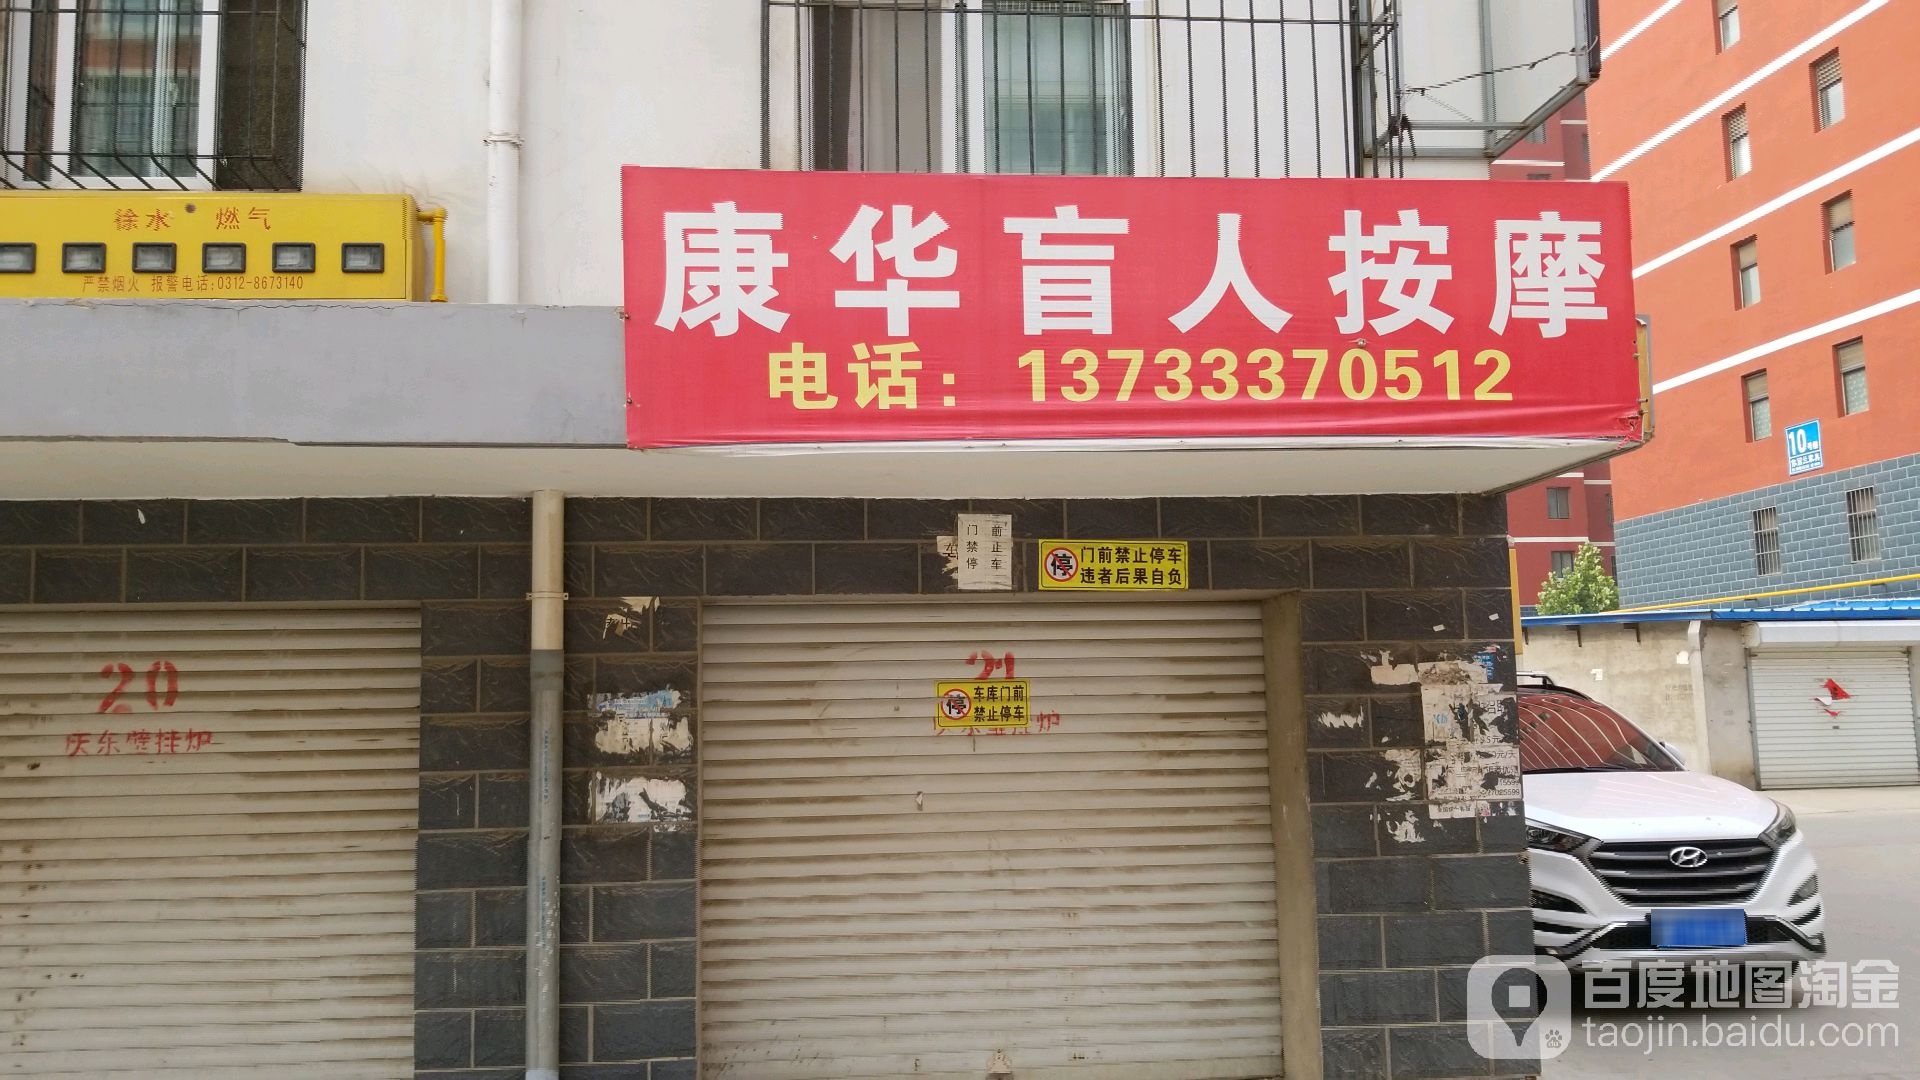 徐水 燃气
严禁烟火 报警电话:0312-8673140
康华盲人按摩
电话：13733370512
10
门前
禁止
停车
门前禁止停车
违者后果自负
20
庆东壁挂炉
21
车库门前
禁止停车
停
停
百度地图淘金
taojin.baidu.com